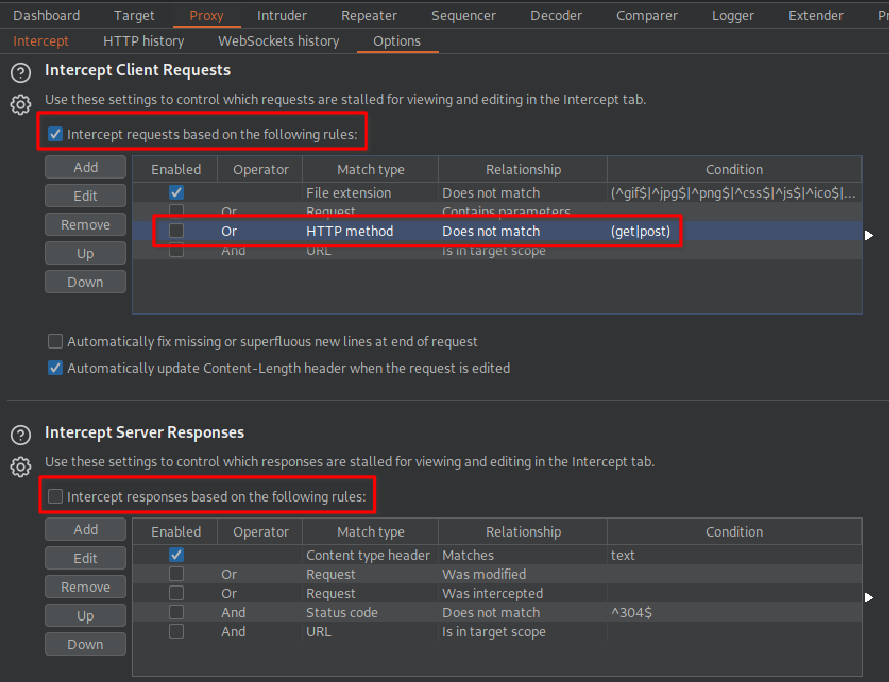 Dashboard Target Proxy Intruder Repeater Sequencer Decoder Comparer Logger Extender
Intercept HTTP history WebSockets history Options
Intercept Client Requests
Use these settings to control which requests are stalled for viewing and editing in the Intercept tab.
Intercept requests based on the following rules:
Add
Edit
Remove
Up
Down
Enabled Operator Match type Relationship Condition
File extension Does not match (^gif$|^jpg$|^png$|^css$|^js$|^ico$|...
Or Request Contains parameters
Or HTTP method Does not match (get|post)
And URL Is in target scope
Automatically fix missing or superfluous new lines at end of request
Automatically update Content-Length header when the request is edited
Intercept Server Responses
Use these settings to control which responses are stalled for viewing and editing in the Intercept tab.
Intercept responses based on the following rules:
Add
Edit
Remove
Up
Down
Enabled Operator Match type Relationship Condition
Content type header Matches text
Or Request Was modified
Or Request Was intercepted
And Status code Does not match ^304$
And URL Is in target scope